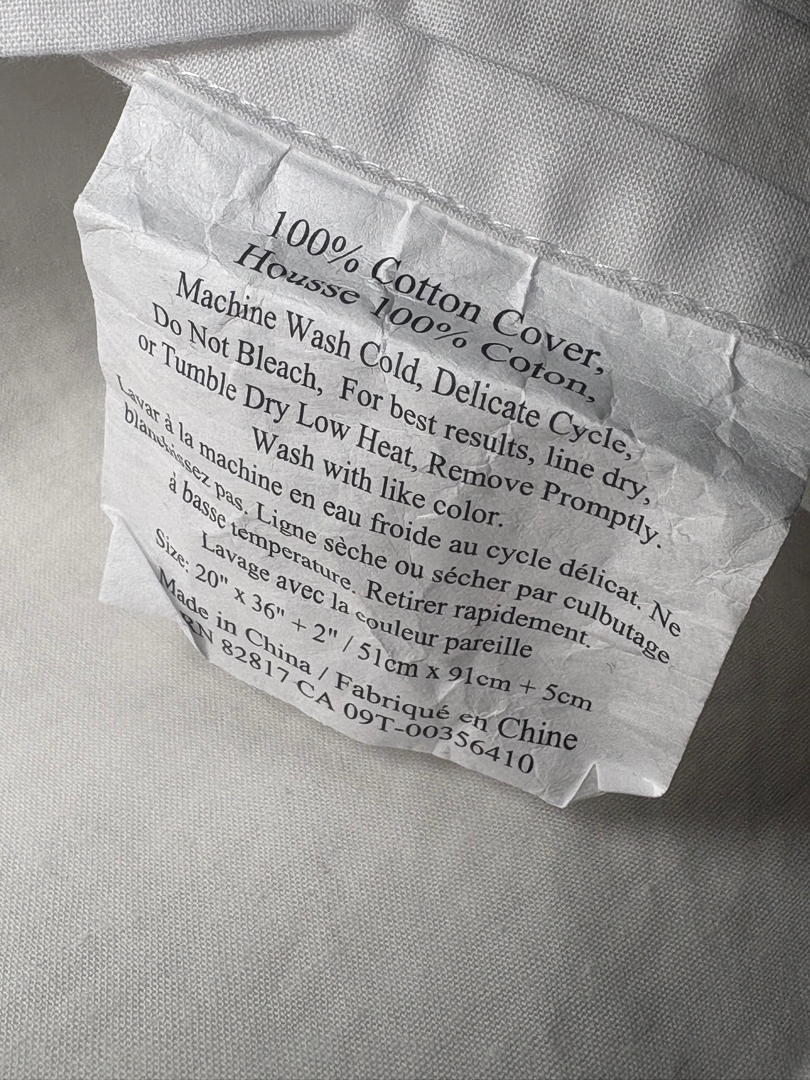 100% Cotton Cover,
Housse 100% Coton,
Machine Wash Cold, Delicate Cycle,
Do Not Bleach, For best results, line dry,
or Tumble Dry Low Heat, Remove Promptly.
Wash with like color.
Lavar à la machine en eau froide au cycle délicat. Ne
blanchissez pas. Ligne sèche ou sécher par culbutage
à basse temperature. Retirer rapidement.
Lavage avec la couleur pareille
Size: 20" x 36" + 2" / 51cm x 91cm + 5cm
Made in China / Fabriqué en Chine
RN 82817 CA 09T-00356410